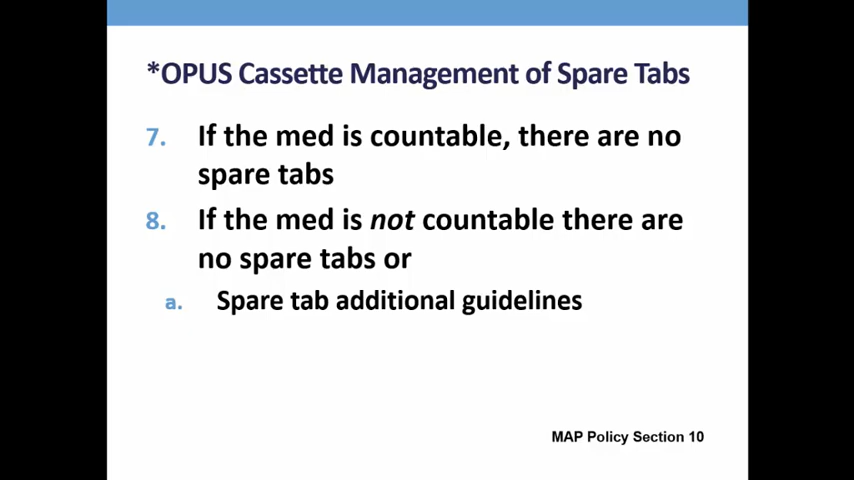 *OPUS Cassette Management of Spare Tabs
7. If the med is countable, there are no
spare tabs
8. If the med is not countable there are
no spare tabs or
a. Spare tab additional guidelines
MAP Policy Section 10